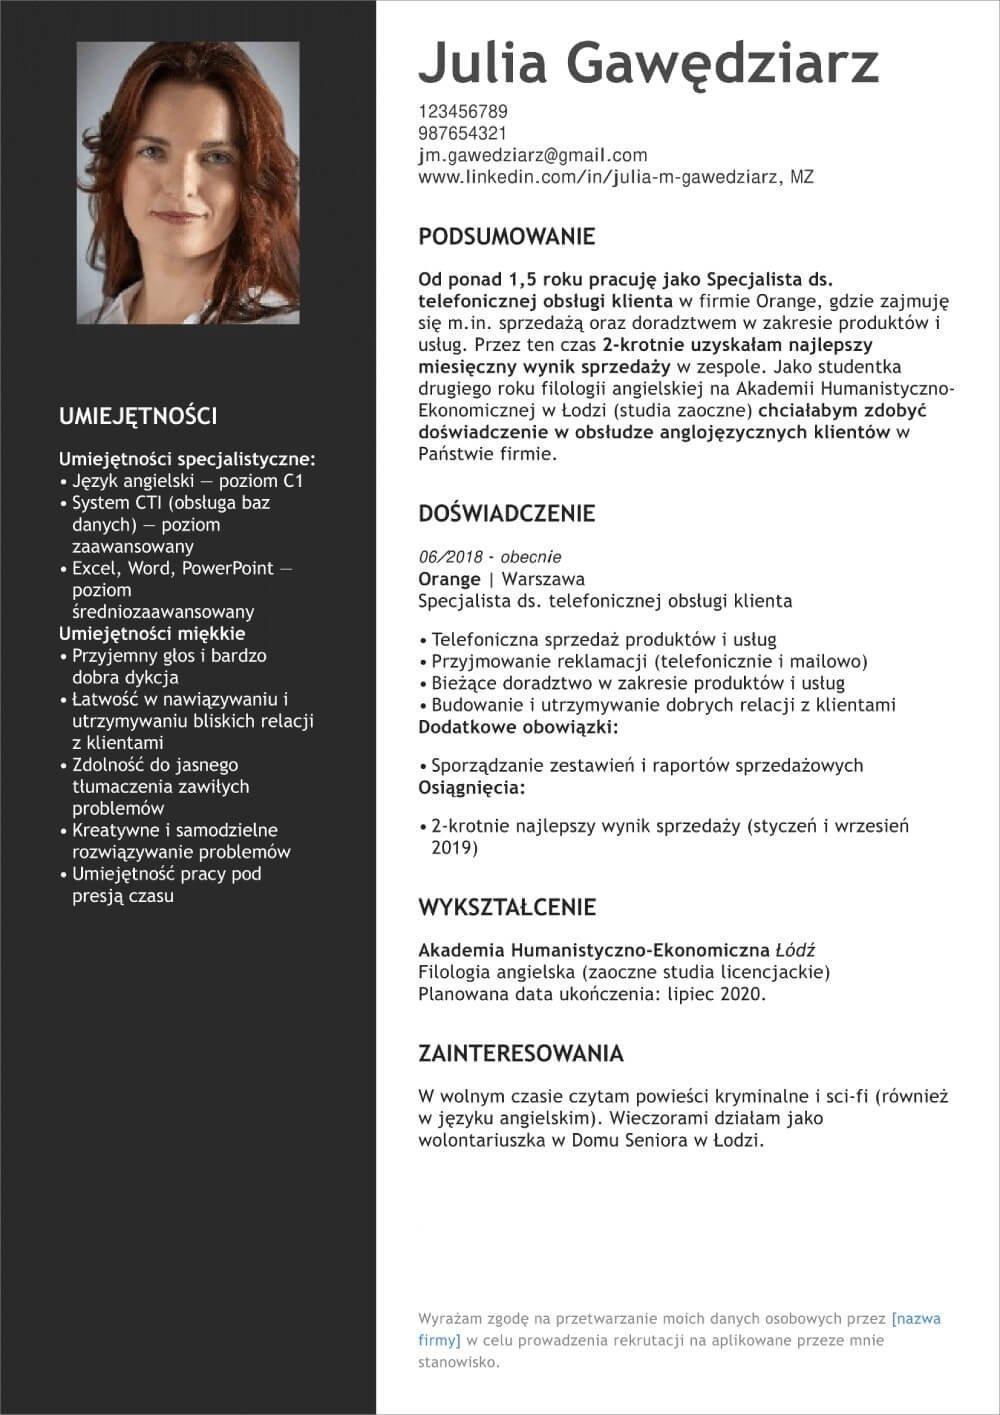 Julia Gawędziarz
123456789
987654321
jm.gawedziarz@gmail.com
www.linkedin.com/in/julia-m-gawedziarz, MZ
PODSUMOWANIE
Od ponad 1,5 roku pracuję jako Specjalista ds.
telefonicznej obsługi klienta w firmie Orange, gdzie zajmuję
się m.in. sprzedażą oraz doradztwem w zakresie produktów i
usług. Przez ten czas 2-krotnie uzyskałam najlepszy
miesięczny wynik sprzedaży w zespole. Jako studentka
drugiego roku filologii angielskiej na Akademii Humanistyczno-
Ekonomicznej w Łodzi (studia zaoczne) chciałabym zdobyć
doświadczenie w obsłudze anglojęzycznych klientów w
Państwie firmie.
DOŚWIADCZENIE
06/2018 - obecnie
Orange | Warszawa
Specjalista ds. telefonicznej obsługi klienta
• Telefoniczna sprzedaż produktów i usług
• Przyjmowanie reklamacji (telefonicznie i mailowo)
• Bieżące doradztwo w zakresie produktów i usług
• Budowanie i utrzymywanie dobrych relacji z klientami
Dodatkowe obowiązki:
• Sporządzanie zestawień i raportów sprzedażowych
Osiągnięcia:
• 2-krotnie najlepszy wynik sprzedaży (styczeń i wrzesień
2019)
WYKSZTAŁCENIE
Akademia Humanistyczno-Ekonomiczna Łódź
Filologia angielska (zaoczne studia licencjackie)
Planowana data ukończenia: lipiec 2020.
ZAINTERESOWANIA
W wolnym czasie czytam powieści kryminalne i sci-fi (również
w języku angielskim). Wieczorami działam jako
wolontariuszka w Domu Seniora w Łodzi.
Wyrażam zgodę na przetwarzanie moich danych osobowych przez [nazwa
firmy] w celu prowadzenia rekrutacji na aplikowane przeze mnie
stanowisko.
UMIEJĘTNOŚCI
Umiejętności specjalistyczne:
• Język angielski — poziom C1
• System CTI (obsługa baz
danych) — poziom
zaawansowany
• Excel, Word, PowerPoint —
poziom
średniozaawansowany
Umiejętności miękkie
• Przyjemny głos i bardzo
dobra dykcja
• Łatwość w nawiązywaniu i
utrzymywaniu bliskich relacji
z klientami
• Zdolność do jasnego
tłumaczenia zawiłych
problemów
• Kreatywne i samodzielne
rozwiązywanie problemów
• Umiejętność pracy pod
presją czasu